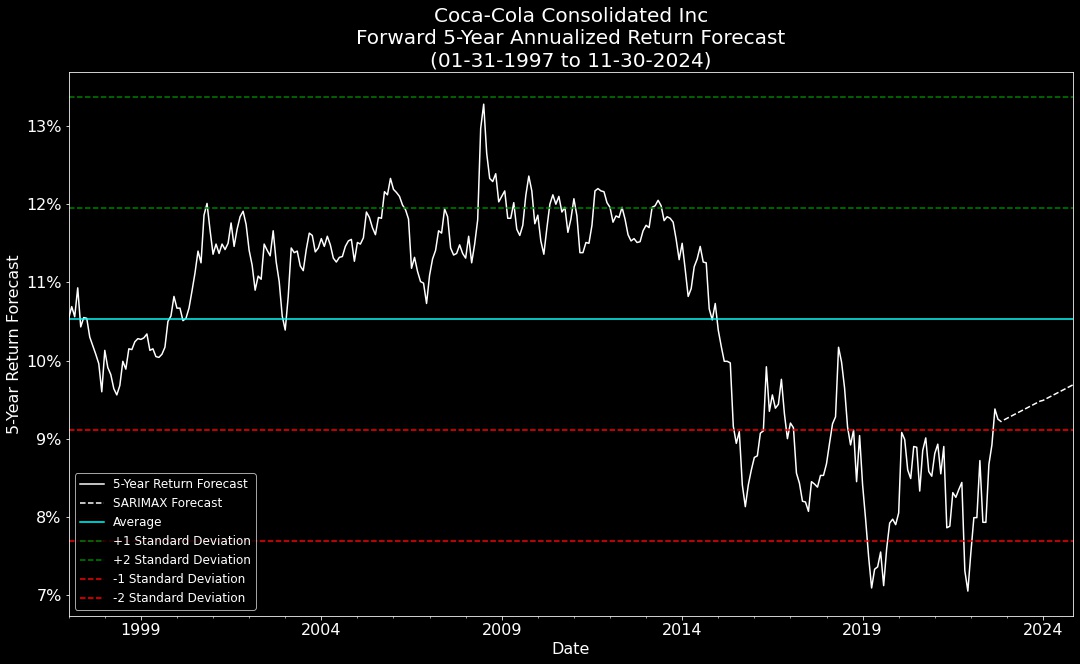 Coca-Cola Consolidated Inc
Forward 5-Year Annualized Return Forecast
(01-31-1997 to 11-30-2024)
5-Year Return Forecast
13%
12%
11%
10%
9%
8%
7%
5-Year Return Forecast
SARIMAX Forecast
Average
+1 Standard Deviation
+2 Standard Deviation
-1 Standard Deviation
-2 Standard Deviation
1999 2004 2009 2014 2019 2024
Date